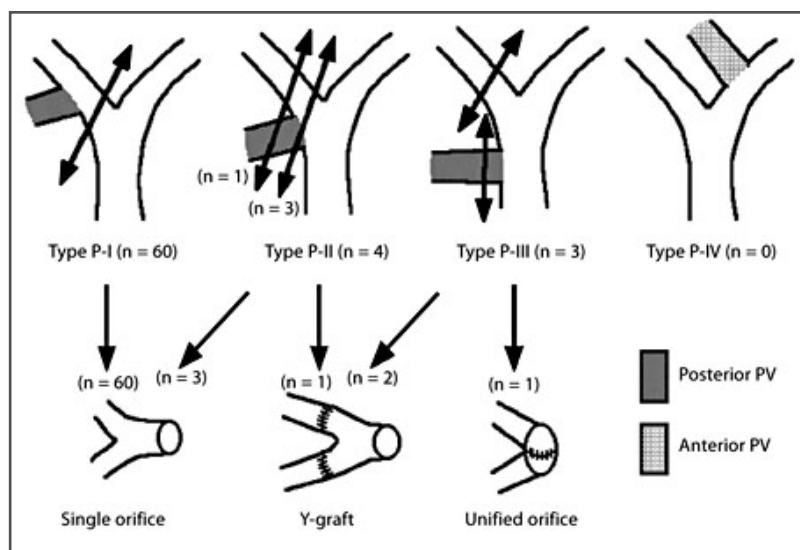 (n = 1)
(n = 3)
Type P-I (n = 60)
Type P-II (n = 4)
Type P-III (n = 3)
Type P-IV (n = 0)
(n = 60)
(n = 3)
(n = 1)
(n = 2)
(n = 1)
Posterior PV
Anterior PV
Single orifice
Y-graft
Unified orifice